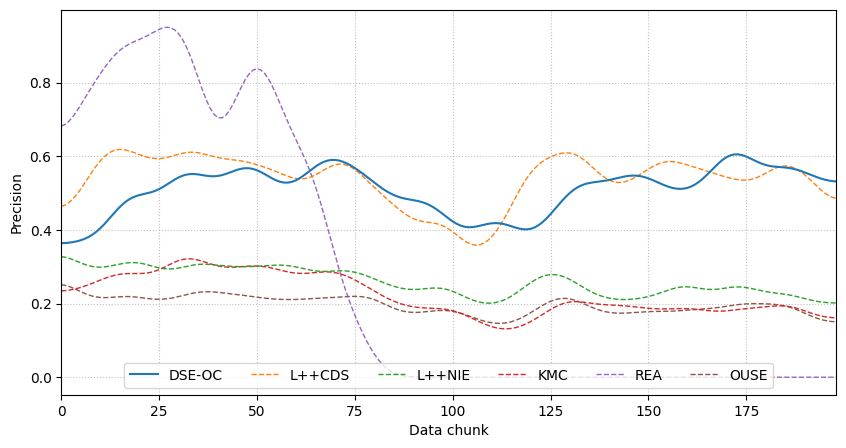 Precision
0.8
0.6
0.4
0.2
0.0
DSE-OC L++CDS L++NIE KMC REA OUSE
0 25 50 75 100 125 150 175
Data chunk